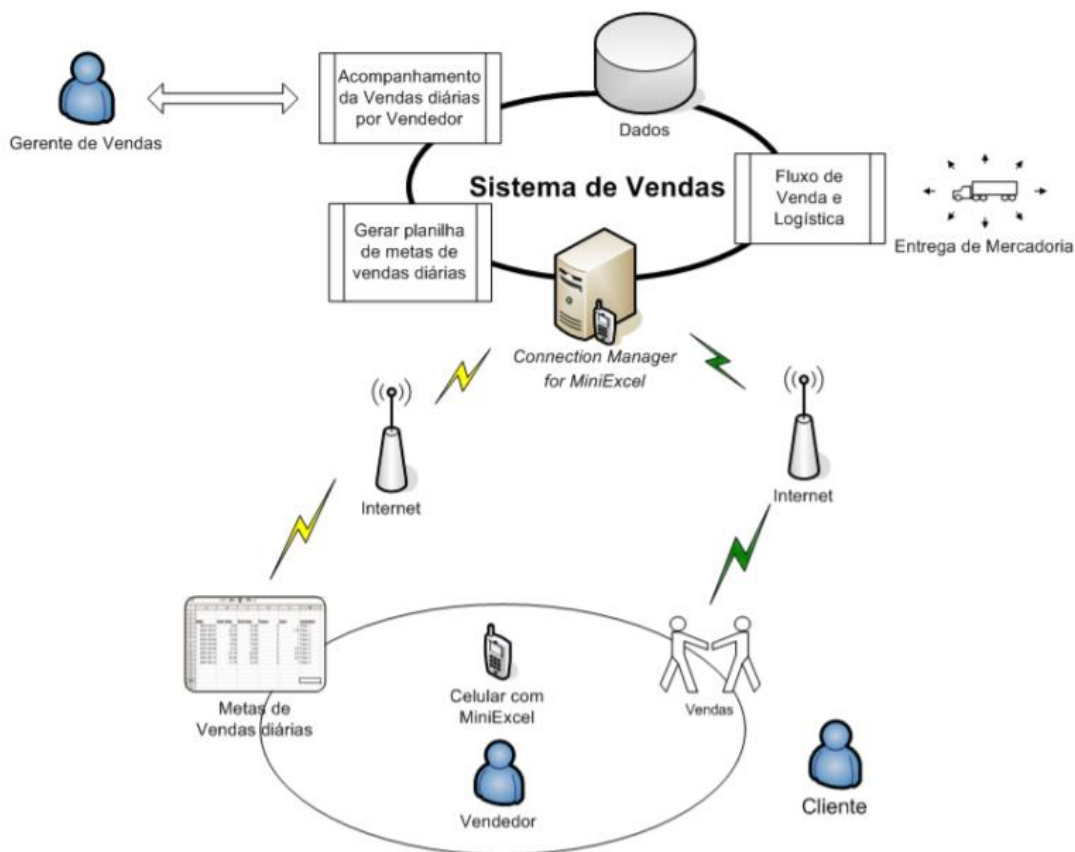 Acompanhamento
da Vendas diárias
por Vendedor
Gerente de Vendas
Dados
Sistema de Vendas
Fluxo de
Venda e
Logística
Entrega de Mercadoria
Gerar planilha
de metas de
vendas diárias
Connection Manager
for MiniExcel
Internet
Internet
Metas de
Vendas diárias
Celular com
MiniExcel
Vendas
Vendedor
Cliente